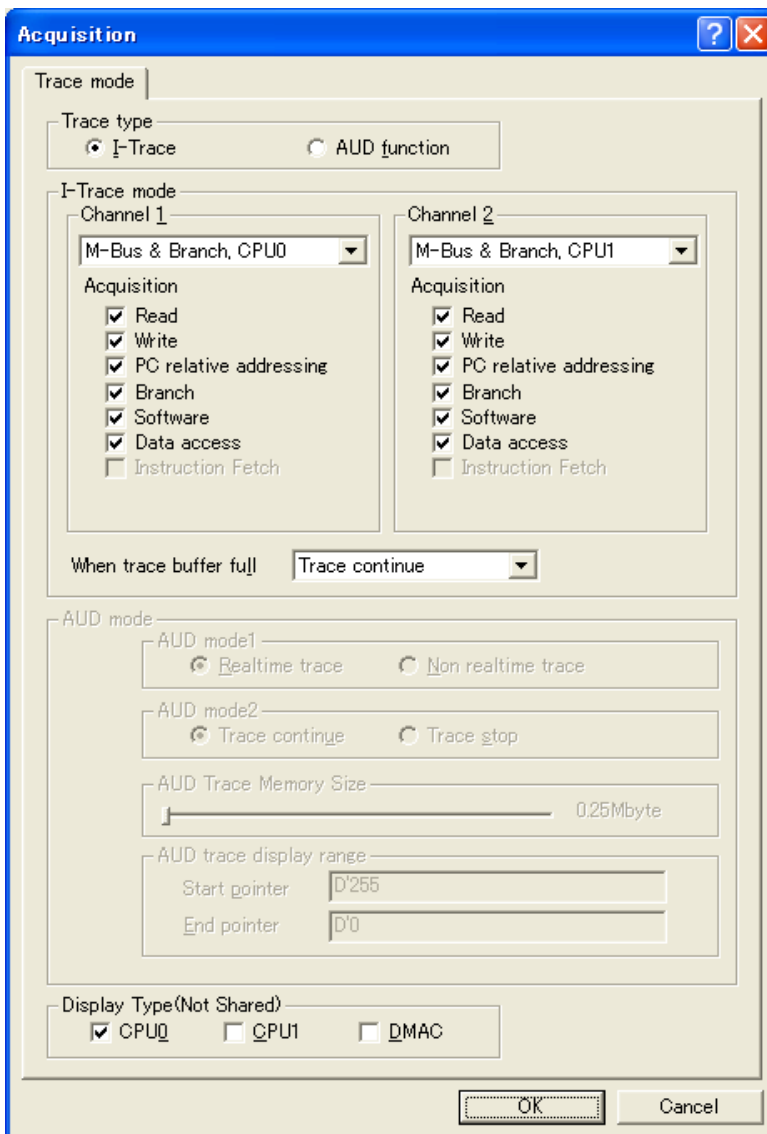 Acquisition
Trace mode
Trace type
I-Trace AUD function
I-Trace mode
Channel 1
M-Bus & Branch, CPU0
Acquisition
Read
Write
PC relative addressing
Branch
Software
Data access
Instruction Fetch
Channel 2
M-Bus & Branch, CPU1
Acquisition
Read
Write
PC relative addressing
Branch
Software
Data access
Instruction Fetch
When trace buffer full Trace continue
AUD mode
AUD mode1
Realtime trace Non realtime trace
AUD mode2
Trace continue Trace stop
AUD Trace Memory Size
0.25Mbyte
AUD trace display range
Start pointer D'255
End pointer D'0
Display Type(Not Shared)
CPU0 CPU1 DMAC
OK Cancel